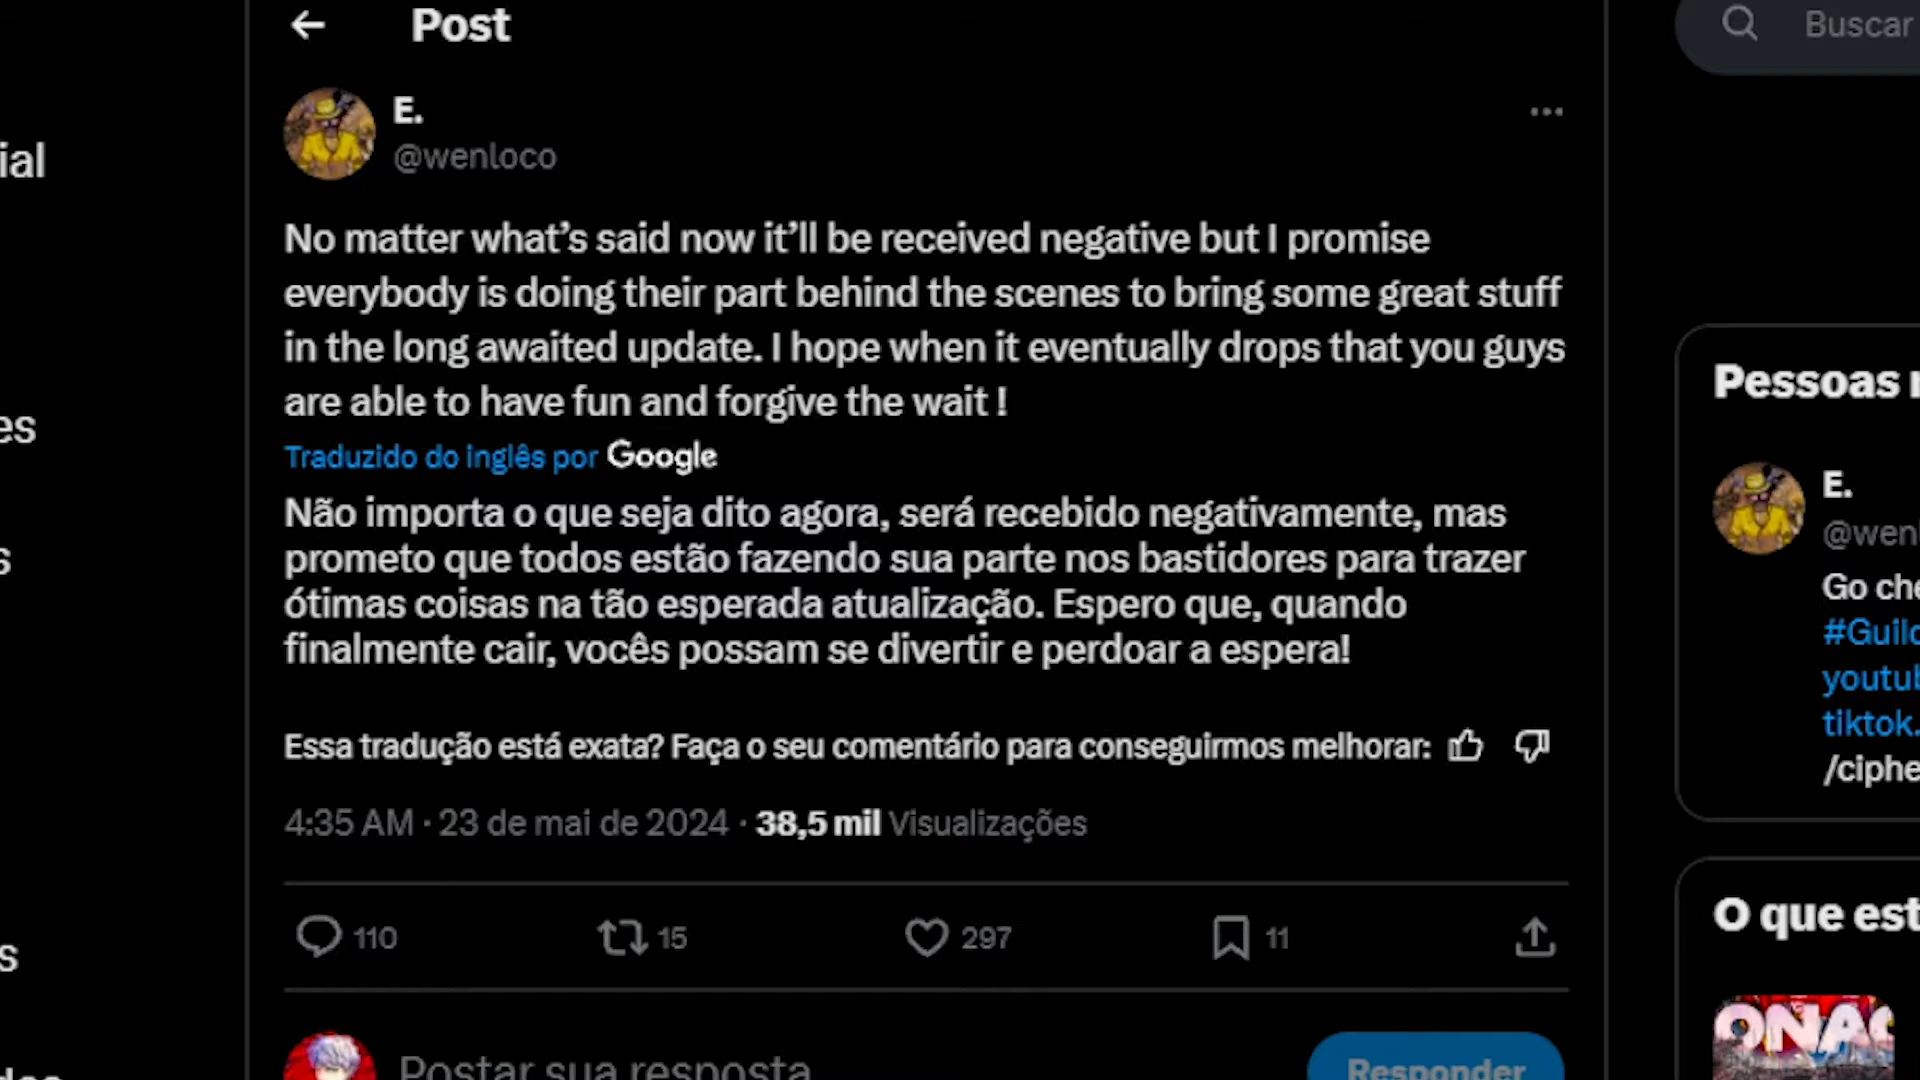 Post
Buscar
E.
@wenloco
ial
No matter what’s said now it’ll be received negative but I promise
everybody is doing their part behind the scenes to bring some great stuff
in the long awaited update. I hope when it eventually drops that you guys
are able to have fun and forgive the wait !
Traduzido do inglês por Google
Não importa o que seja dito agora, será recebido negativamente, mas
prometo que todos estão fazendo sua parte nos bastidores para trazer
ótimas coisas na tão esperada atualização. Espero que, quando
finalmente cair, vocês possam se divertir e perdoar a espera!
Essa tradução está exata? Faça o seu comentário para conseguirmos melhorar:
4:35 AM · 23 de mai de 2024 · 38,5 mil Visualizações
110 15 297 11
Postar sua resposta
Responder
es
s
s
Pessoas
E.
@wen
Go che
#Guild
youtub
tiktok.
/ciphe
O que est
ONAC